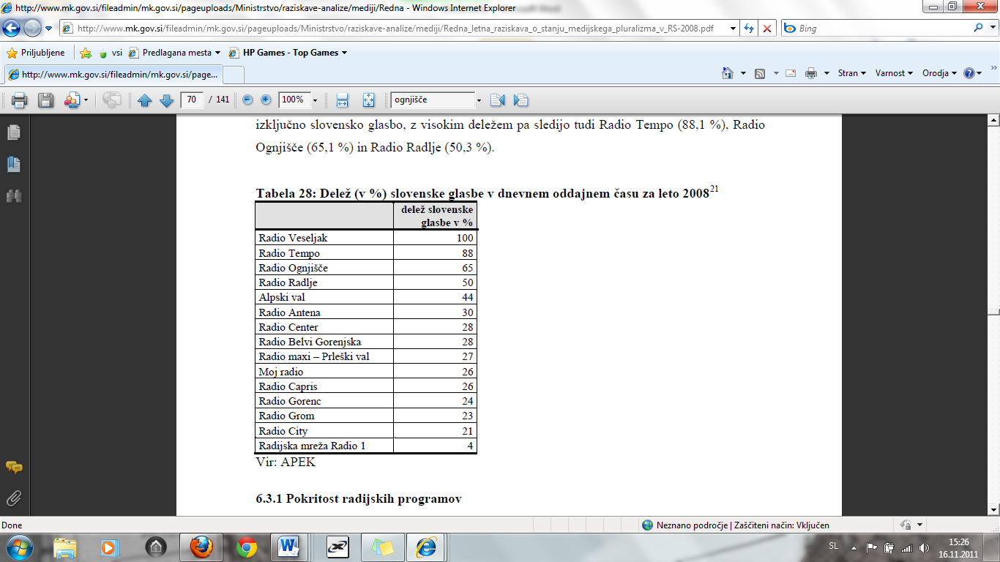 http://www.mk.gov.si/fileadmin/mk.gov.si/pageuploads/Ministrstvo/raziskave-analize/mediji/Redna - Windows Internet Explorer
http://www.mk.gov.si/fileadmin/mk.gov.si/pageuploads/Ministrstvo/raziskave-analize/mediji/Redna_letna_raziskava_o_stanju_medijskega_pluralizma_v_RS-2008.pdf
Bing
Priljubljene
vsi
Predlagana mesta
HP Games - Top Games
http://www.mk.gov.si/fileadmin/mk.gov.si/page...
Stran
Varnost
Orodja
70 / 141
100%
ognjišče
izključno slovensko glasbo, z visokim deležem pa sledijo tudi Radio Tempo (88,1 %), Radio
Ognjišče (65,1 %) in Radio Radlje (50,3 %).
Tabela 28: Delež (v %) slovenske glasbe v dnevnem oddajnem času za leto 2008²¹
delež slovenske
glasbe v %
Radio Veseljak 100
Radio Tempo 88
Radio Ognjišče 65
Radio Radlje 50
Alpski val 44
Radio Antena 30
Radio Center 28
Radio Belvi Gorenjska 28
Radio maxi – Prleški val 27
Moj radio 26
Radio Capris 26
Radio Gorenc 24
Radio Grom 23
Radio City 21
Radijska mreža Radio 1 4
Vir: APEK
6.3.1 Pokritost radijskih programov
Done
Neznano področje | Zaščiteni način: Vključen
SL
15:26
16.11.2011